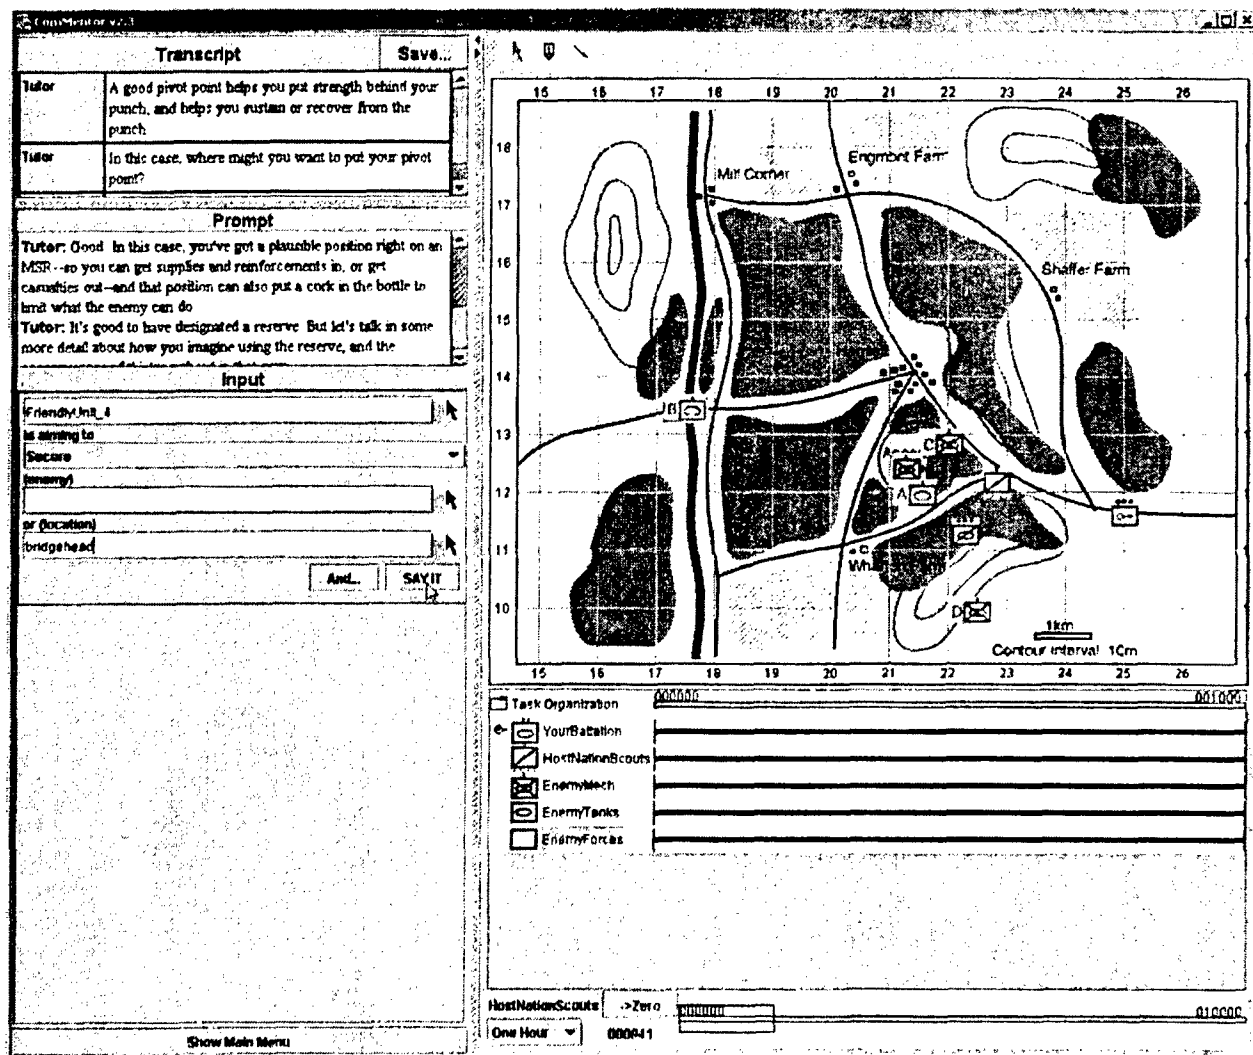 ComMentor v2.3
Transcript
Save...
Tutor
A good pivot point helps you put strength behind your
punch, and helps you sustain or recover from the
punch
Tutor
In this case, where might you want to put your pivot
point?
Prompt
Tutor: Good. In this case, you've got a plausible position right on an
MSR--so you can get supplies and reinforcements in, or get
casualties out--and that position can also put a cork in the bottle to
limit what the enemy can do
Tutor: It's good to have designated a reserve. But let's talk in some
more detail about how you imagine using the reserve, and the
Input
FriendlyUnit_4
is aiming to
Secure
(enemy)
or (location)
bridgehead
And...
SAY IT
Show Main Menu
15 16 17 18 19 20 21 22 23 24 25 26
18
17
16
15
14
13
12
11
10
Mill Corner
Engmont Farm
Shaffer Farm
B
C
A
D
1km
Contour interval 10m
15 16 17 18 19 20 21 22 23 24 25 26
Task Organization
000000
YourBattalion
HostNationScouts
EnemyMech
EnemyTanks
EnemyForces
HostNationScouts
->Zero
000000
010000
One Hour
000041